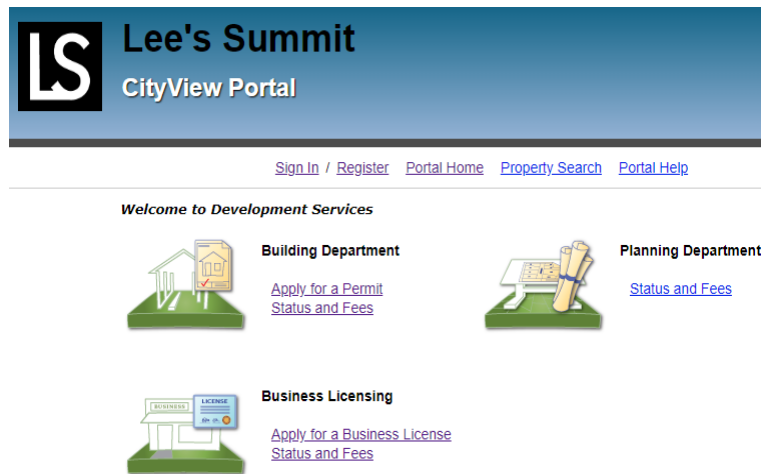 LS
Lee's Summit
CityView Portal
Sign In / Register Portal Home Property Search Portal Help
Welcome to Development Services
Building Department
Apply for a Permit
Status and Fees
Planning Department
Status and Fees
BUSINESS
LICENSE
Business Licensing
Apply for a Business License
Status and Fees